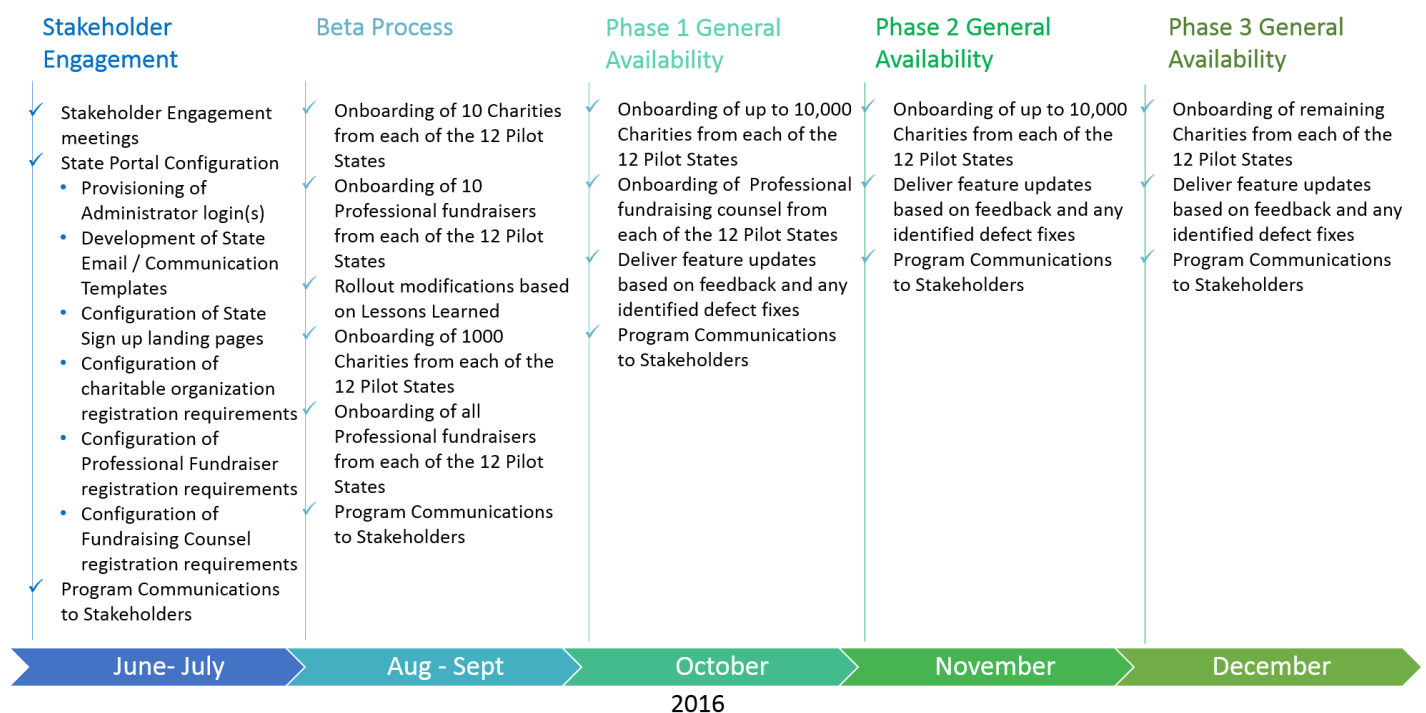 Stakeholder
Engagement
Stakeholder Engagement
meetings
State Portal Configuration
Provisioning of
Administrator login(s)
Development of State
Email / Communication
Templates
Configuration of State
Sign up landing pages
Configuration of
charitable organization
registration requirements
Configuration of
Professional Fundraiser
registration requirements
Configuration of
Fundraising Counsel
registration requirements
Program Communications
to Stakeholders
Beta Process
Onboarding of 10 Charities
from each of the 12 Pilot
States
Onboarding of 10
Professional fundraisers
from each of the 12 Pilot
States
Rollout modifications based
on Lessons Learned
Onboarding of 1000
Charities from each of the
12 Pilot States
Onboarding of all
Professional fundraisers
from each of the 12 Pilot
States
Program Communications
to Stakeholders
Phase 1 General
Availability
Onboarding of up to 10,000
Charities from each of the
12 Pilot States
Onboarding of Professional
fundraising counsel from
each of the 12 Pilot States
Deliver feature updates
based on feedback and any
identified defect fixes
Program Communications
to Stakeholders
Phase 2 General
Availability
Onboarding of up to 10,000
Charities from each of the
12 Pilot States
Deliver feature updates
based on feedback and any
identified defect fixes
Program Communications
to Stakeholders
Phase 3 General
Availability
Onboarding of remaining
Charities from each of the
12 Pilot States
Deliver feature updates
based on feedback and any
identified defect fixes
Program Communications
to Stakeholders
June- July
Aug - Sept
October
November
December
2016